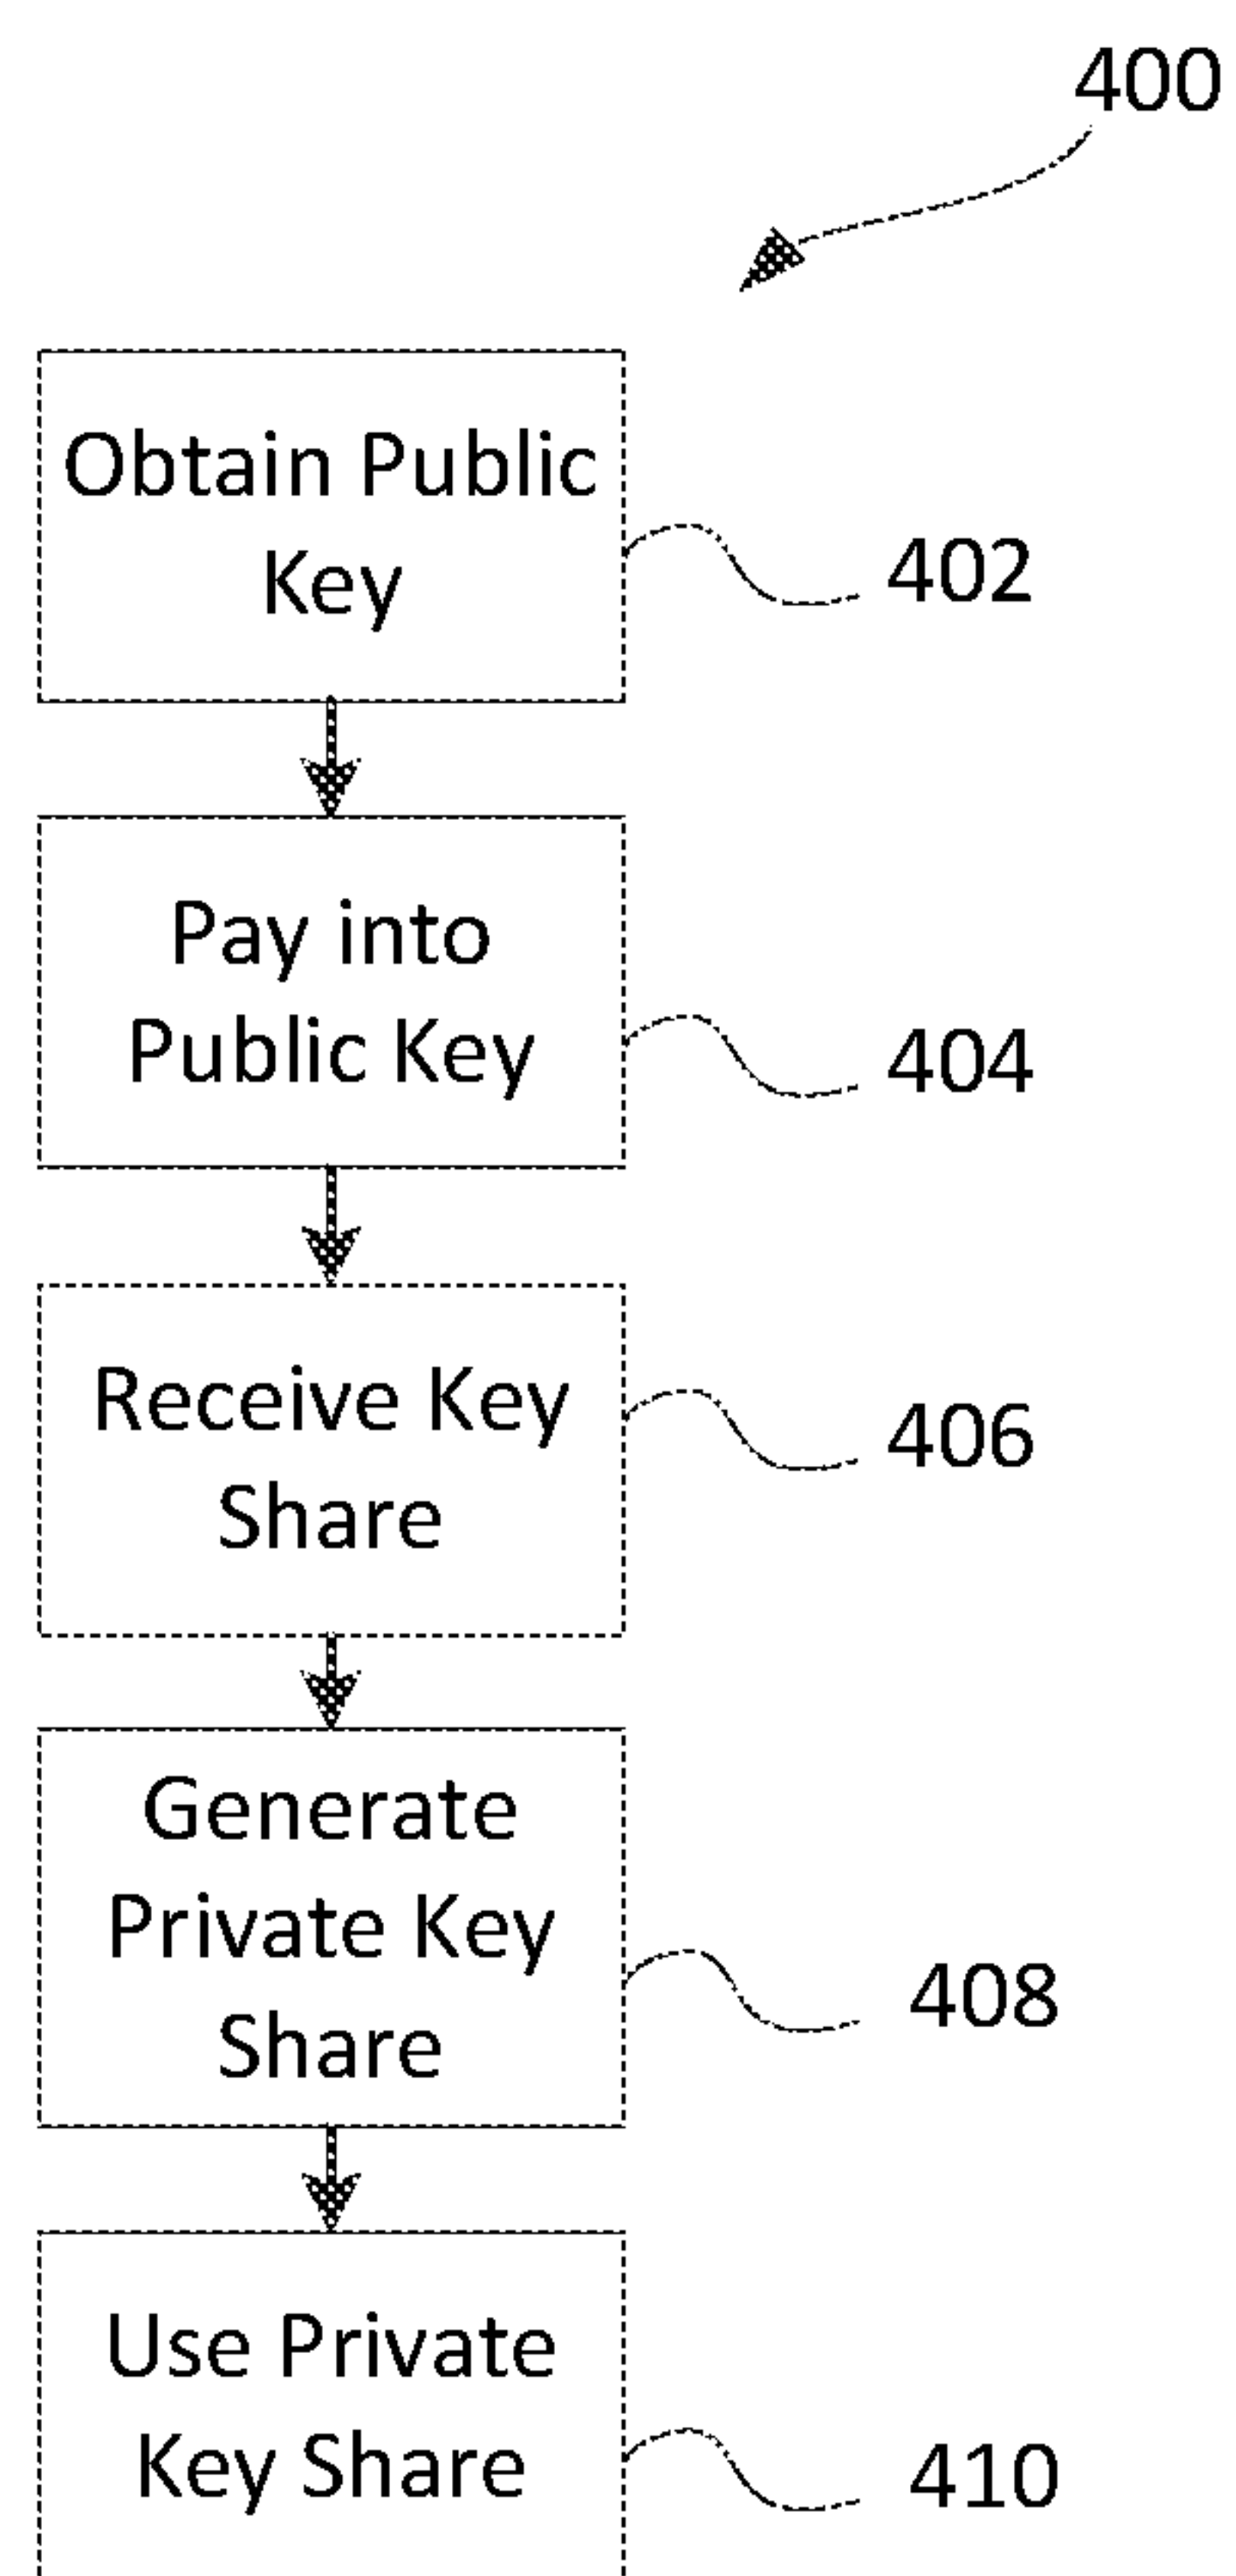 400
Obtain Public
Key
402
Pay into
Public Key
404
Receive Key
Share
406
Generate
Private Key
Share
408
Use Private
Key Share
410